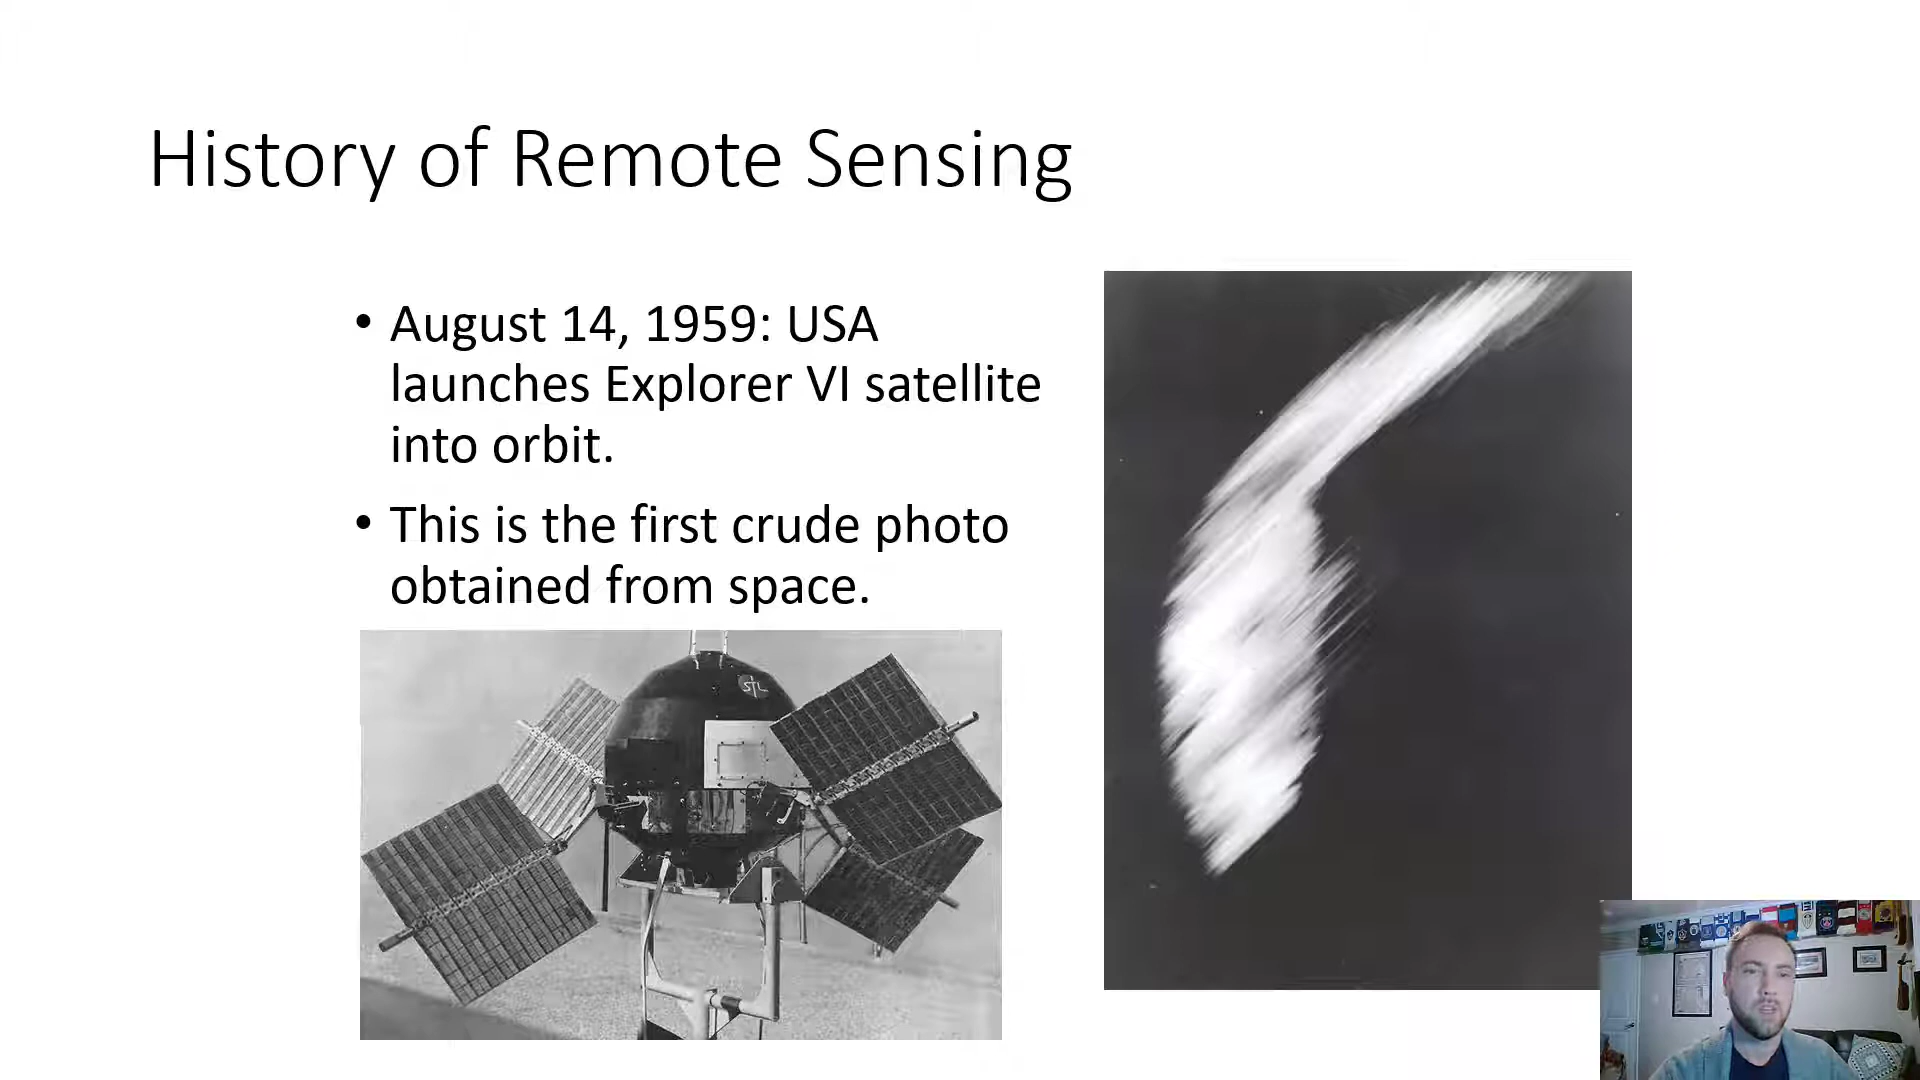 History of Remote Sensing
• August 14, 1959: USA
launches Explorer VI satellite
into orbit.
• This is the first crude photo
obtained from space.
STL